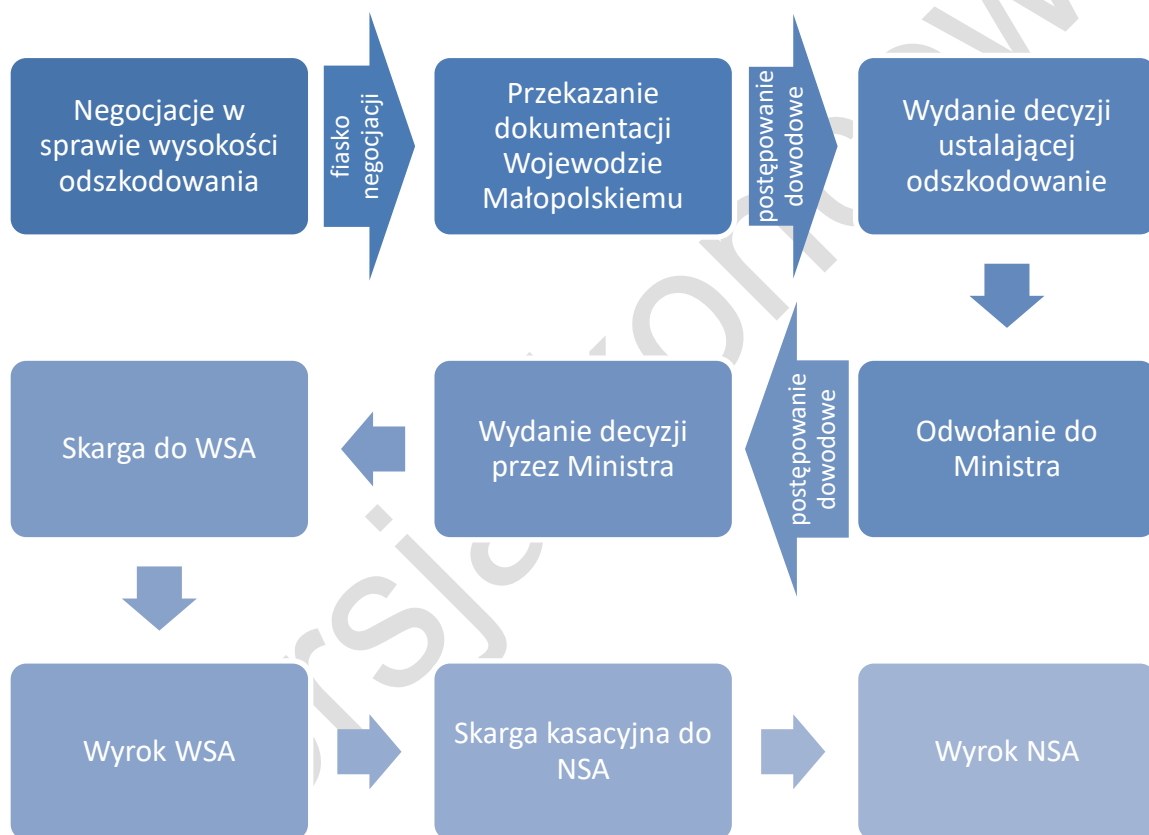 Negocjacje w
sprawie wysokości
odszkodowania
fiasko
negocjacji
Przekazanie
dokumentacji
Wojewodzie
Małopolskiemu
postępowanie
dowodowe
Wydanie decyzji
ustalającej
odszkodowanie
Odwołanie do
Ministra
postępowanie
dowodowe
Wydanie decyzji
przez Ministra
Skarga do WSA
Wyrok WSA
Skarga kasacyjna do
NSA
Wyrok NSA